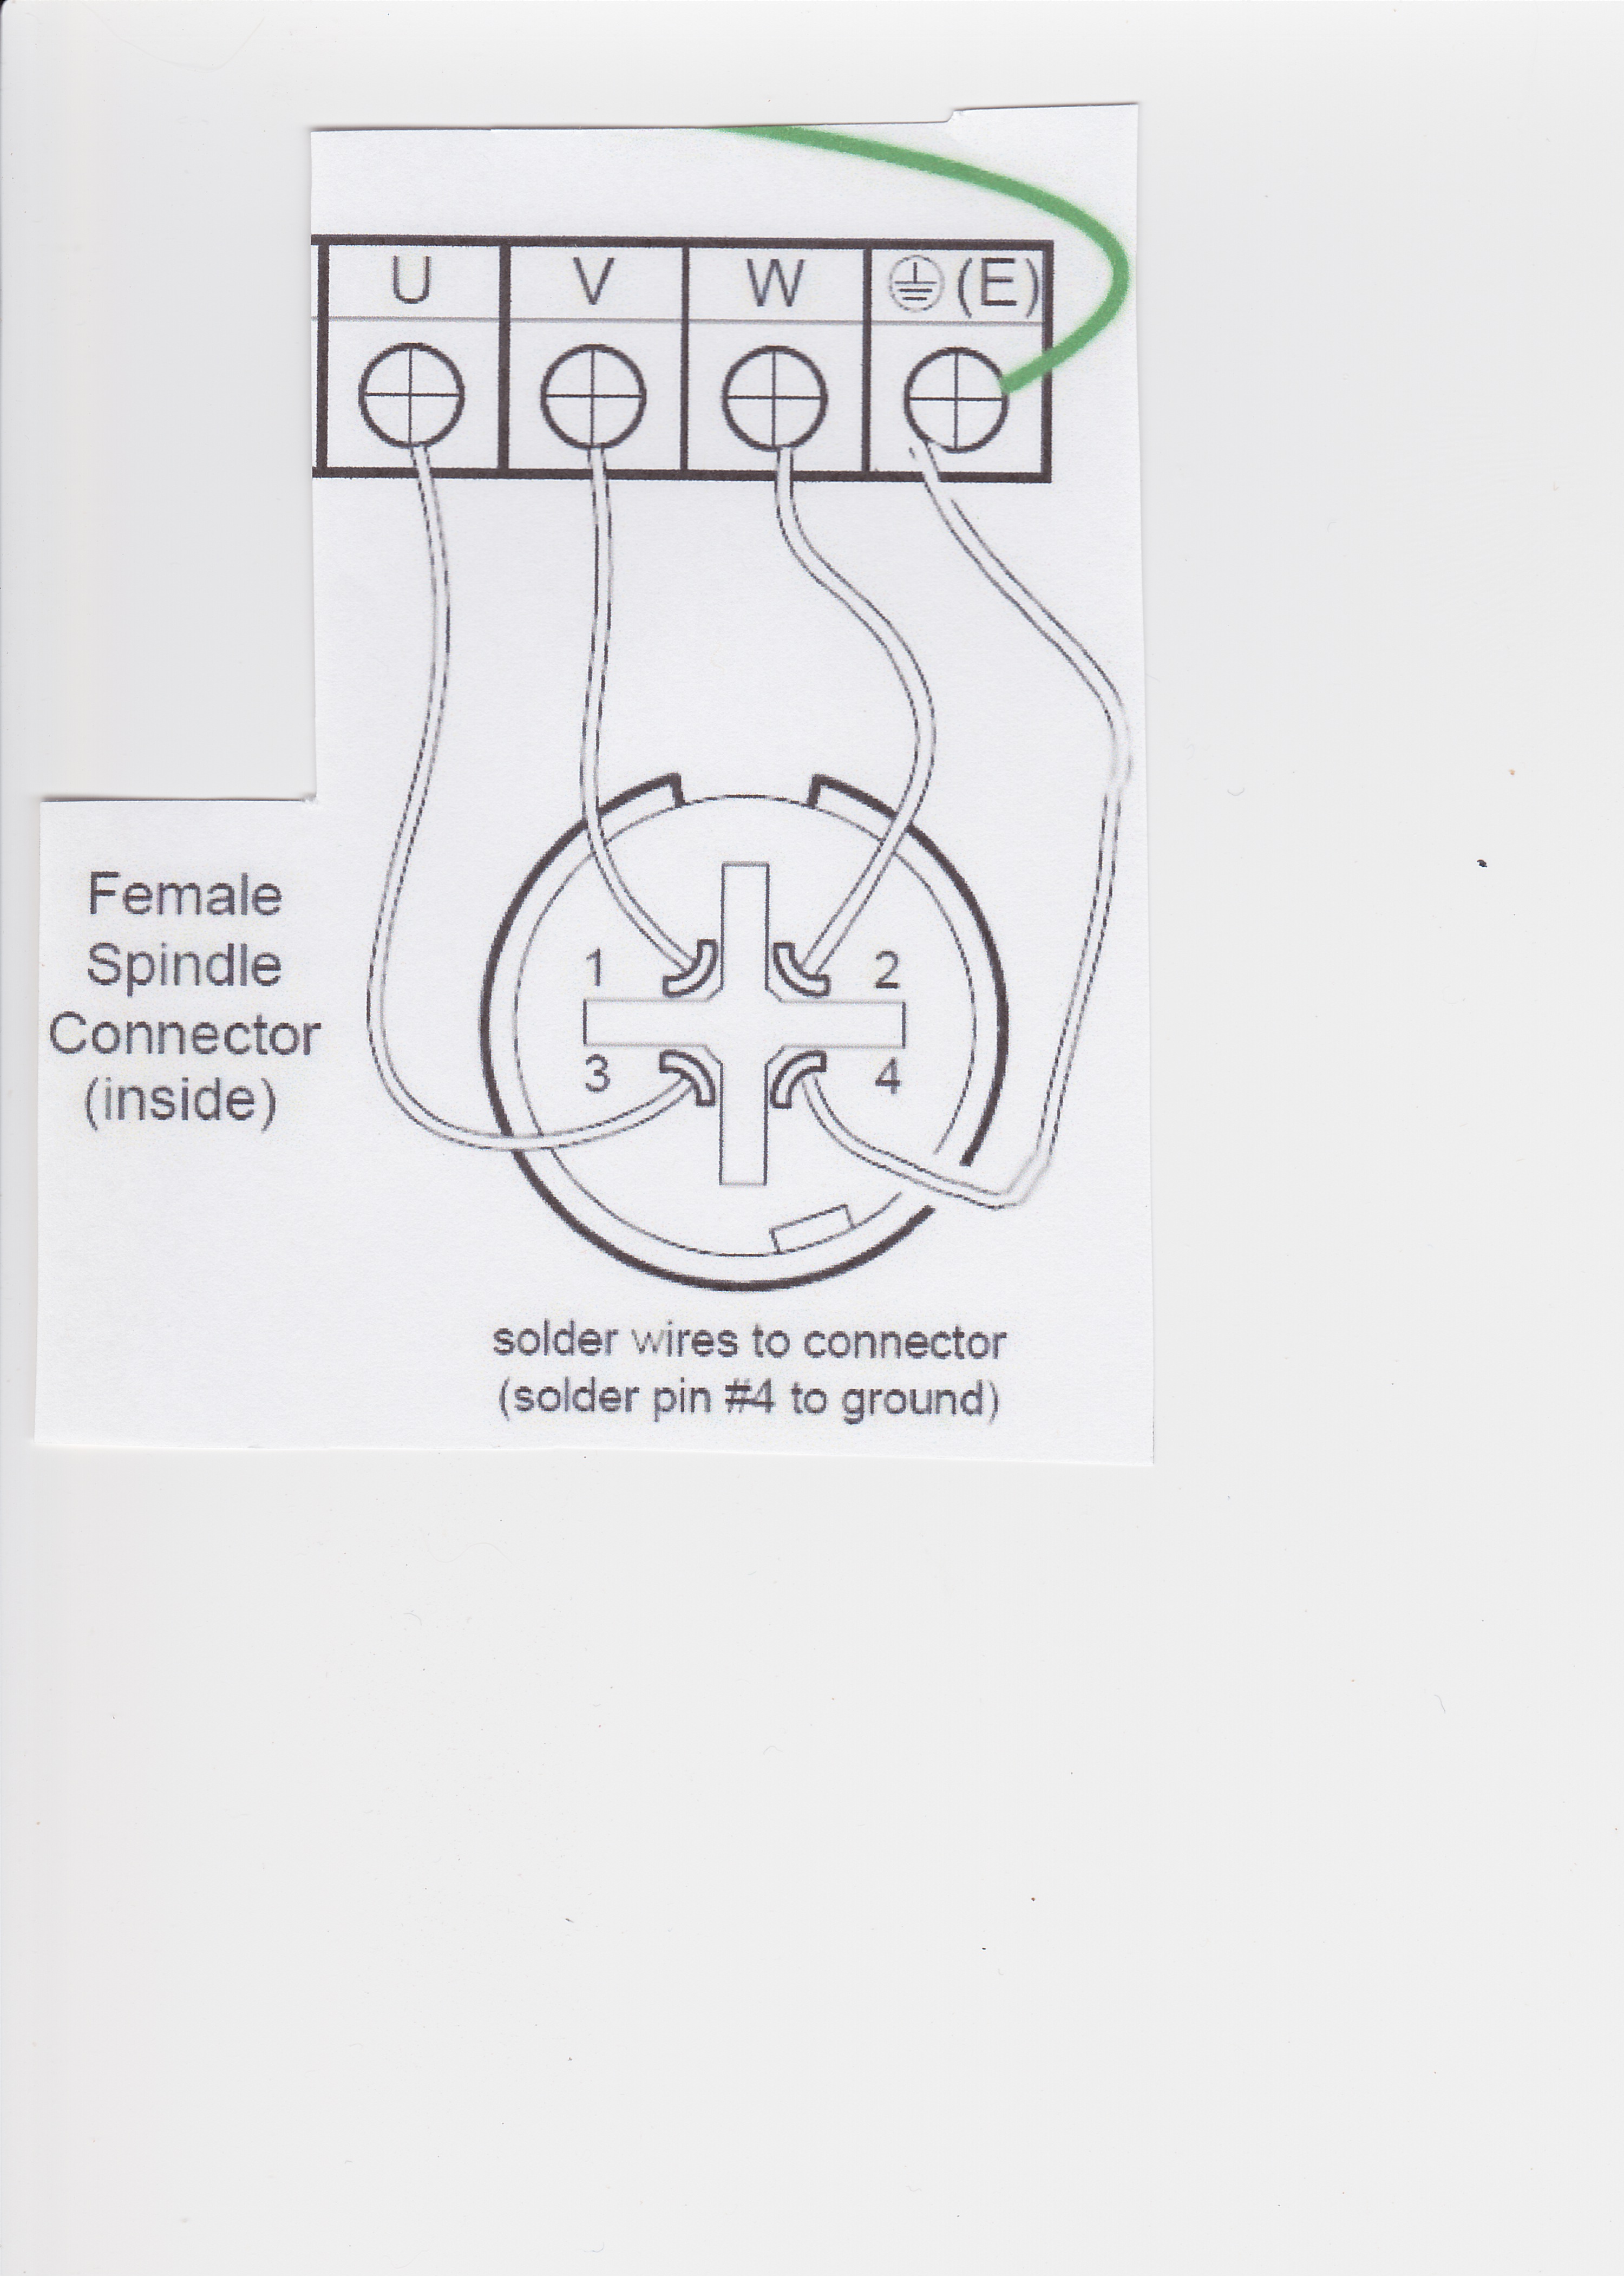 U V W (E)
Female
Spindle
Connector
(inside)
1 2
3 4
solder wires to connector
(solder pin #4 to ground)